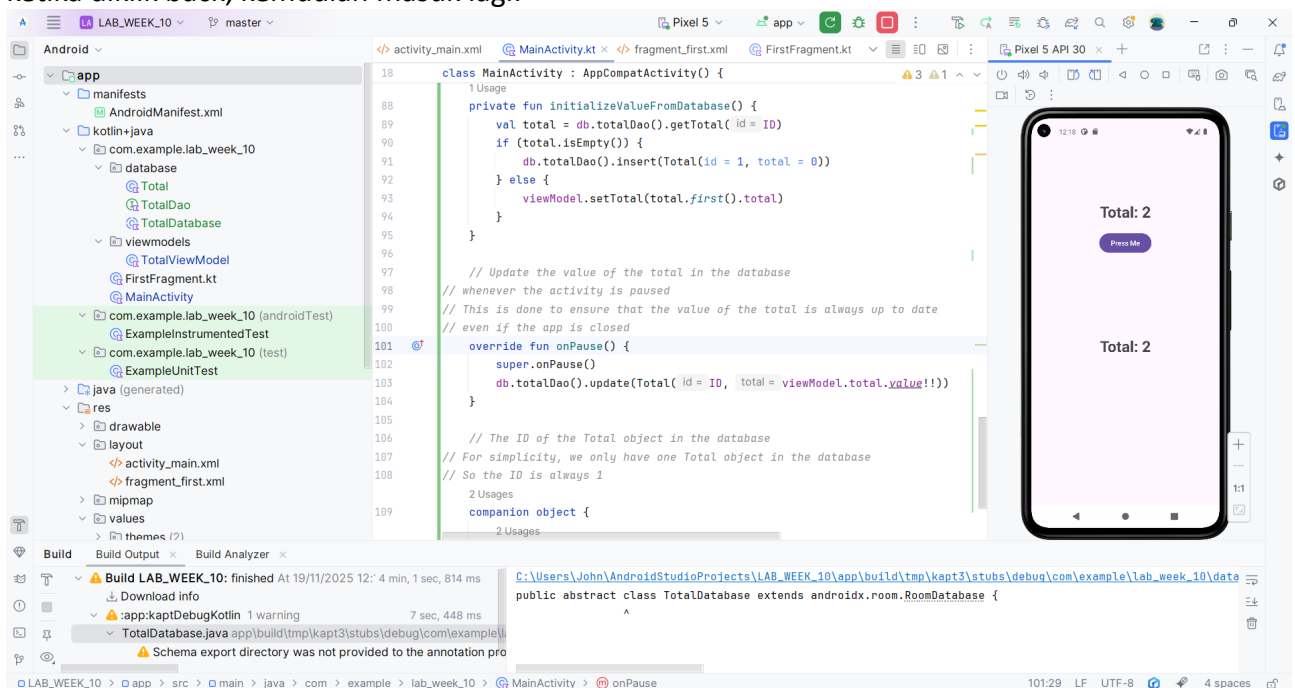 LAB_WEEK_10 master Pixel 5 app
Android
app
manifests
AndroidManifest.xml
kotlin+java
com.example.lab_week_10
database
Total
TotalDao
TotalDatabase
viewmodels
TotalViewModel
FirstFragment.kt
MainActivity
com.example.lab_week_10 (androidTest)
ExampleInstrumentedTest
com.example.lab_week_10 (test)
ExampleUnitTest
java (generated)
res
drawable
layout
activity_main.xml
fragment_first.xml
mipmap
values
themes (2)
activity_main.xml MainActivity.kt fragment_first.xml FirstFragment.kt
18 class MainActivity : AppCompatActivity() {
3 1
1 Usage
88 private fun initializeValueFromDatabase() {
89 val total = db.totalDao().getTotal( id = ID)
90 if (total.isEmpty()) {
91 db.totalDao().insert(Total(id = 1, total = 0))
92 } else {
93 viewModel.setTotal(total.first().total)
94 }
95 }
96
97 // Update the value of the total in the database
98 // whenever the activity is paused
99 // This is done to ensure that the value of the total is always up to date
100 // even if the app is closed
101 override fun onPause() {
102 super.onPause()
103 db.totalDao().update(Total( id = ID, total = viewModel.total.value!!))
104 }
105
106 // The ID of the Total object in the database
107 // For simplicity, we only have one Total object in the database
108 // So the ID is always 1
2 Usages
109 companion object {
2 Usages
Pixel 5 API 30
12:18
Total: 2
Press Me
Total: 2
1:1
Build Build Output Build Analyzer
Build LAB_WEEK_10: finished At 19/11/2025 12:' 4 min, 1 sec, 814 ms
Download info
:app:kaptDebugKotlin 1 warning 7 sec, 448 ms
TotalDatabase.java app\build\tmp\kapt3\stubs\debug\com\example\l
Schema export directory was not provided to the annotation pro
C:\Users\John\AndroidStudioProjects\LAB_WEEK_10\app\build\tmp\kapt3\stubs\debug\com\example\lab_week_10\data
public abstract class TotalDatabase extends androidx.room.RoomDatabase {
^
LAB_WEEK_10 > app > src > main > java > com > example > lab_week_10 > MainActivity > onPause
101:29 LF UTF-8 4 spaces